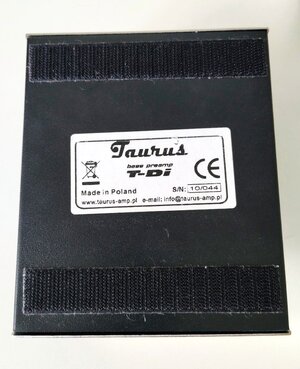 Taurus
bass preamp
T-Di
CE
Made in Poland S/N: 10/044
www.taurus-amp.pl e-mail: info@taurus-amp.pl